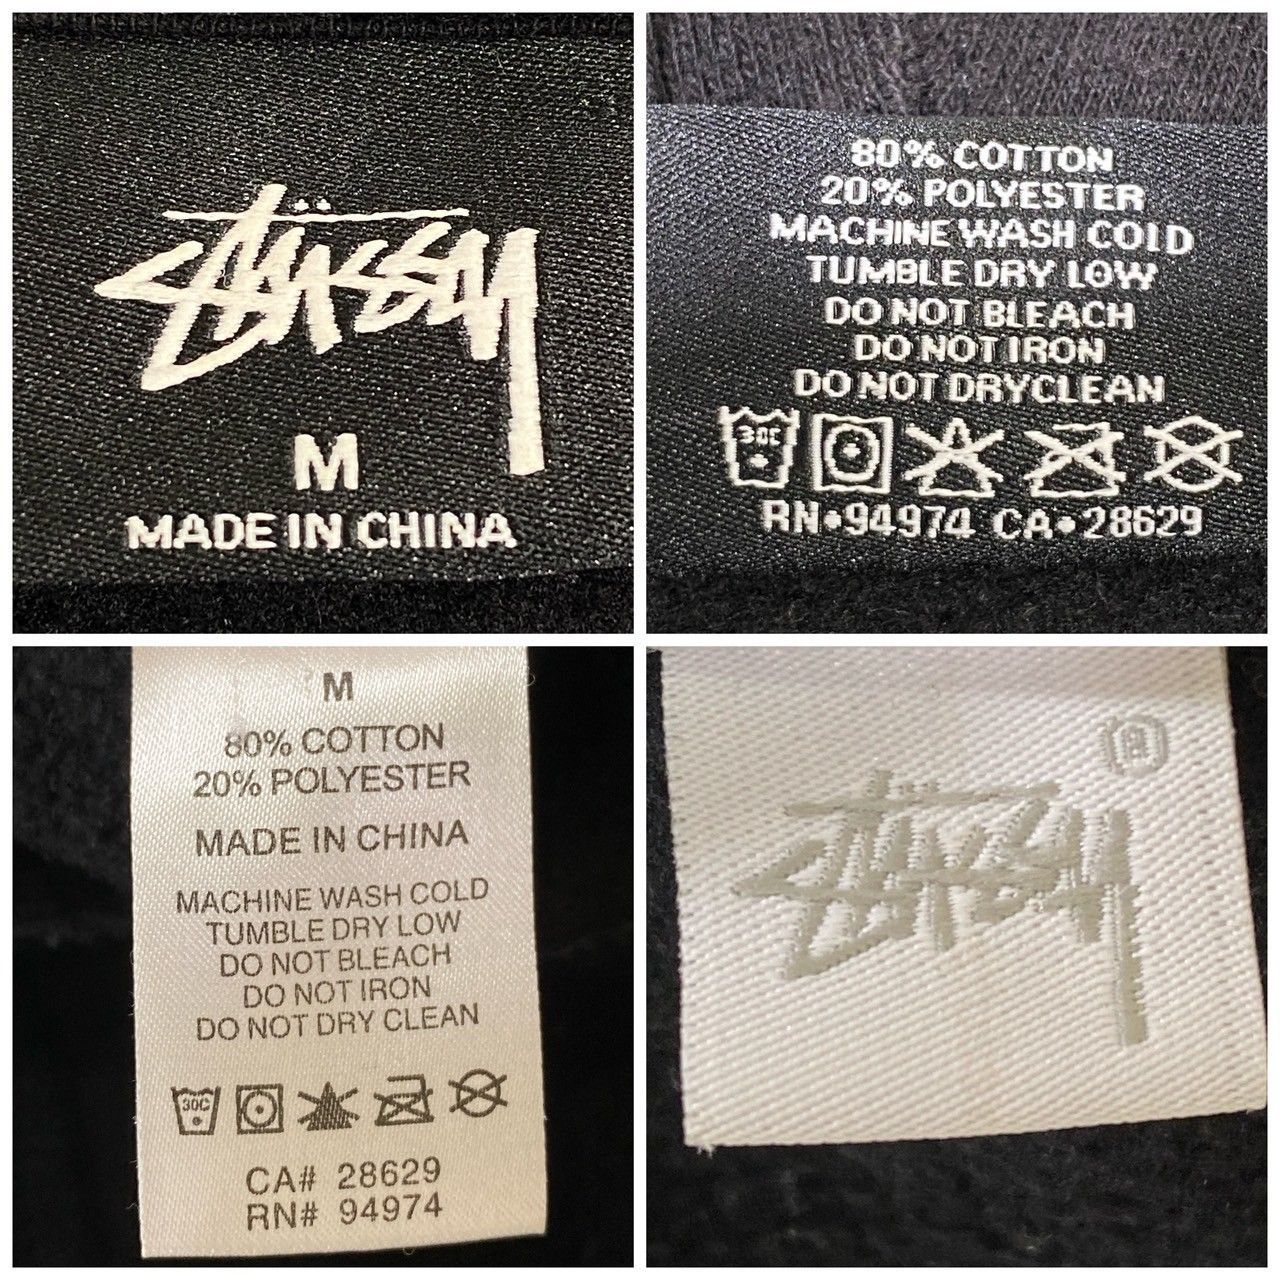 Stüssy
M
MADE IN CHINA
80% COTTON
20% POLYESTER
MACHINE WASH COLD
TUMBLE DRY LOW
DO NOT BLEACH
DO NOT IRON
DO NOT DRYCLEAN
30C
RN•94974 CA•28629
M
80% COTTON
20% POLYESTER
MADE IN CHINA
MACHINE WASH COLD
TUMBLE DRY LOW
DO NOT BLEACH
DO NOT IRON
DO NOT DRY CLEAN
30C
CA# 28629
RN# 94974
®
Stüssy